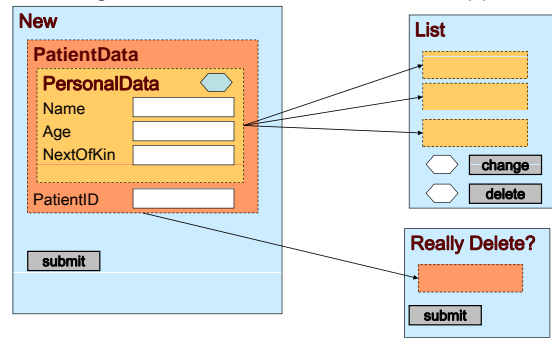 New
PatientData
PersonalData
Name
Age
NextOfKin
PatientID
submit
List
change
delete
Really Delete?
submit